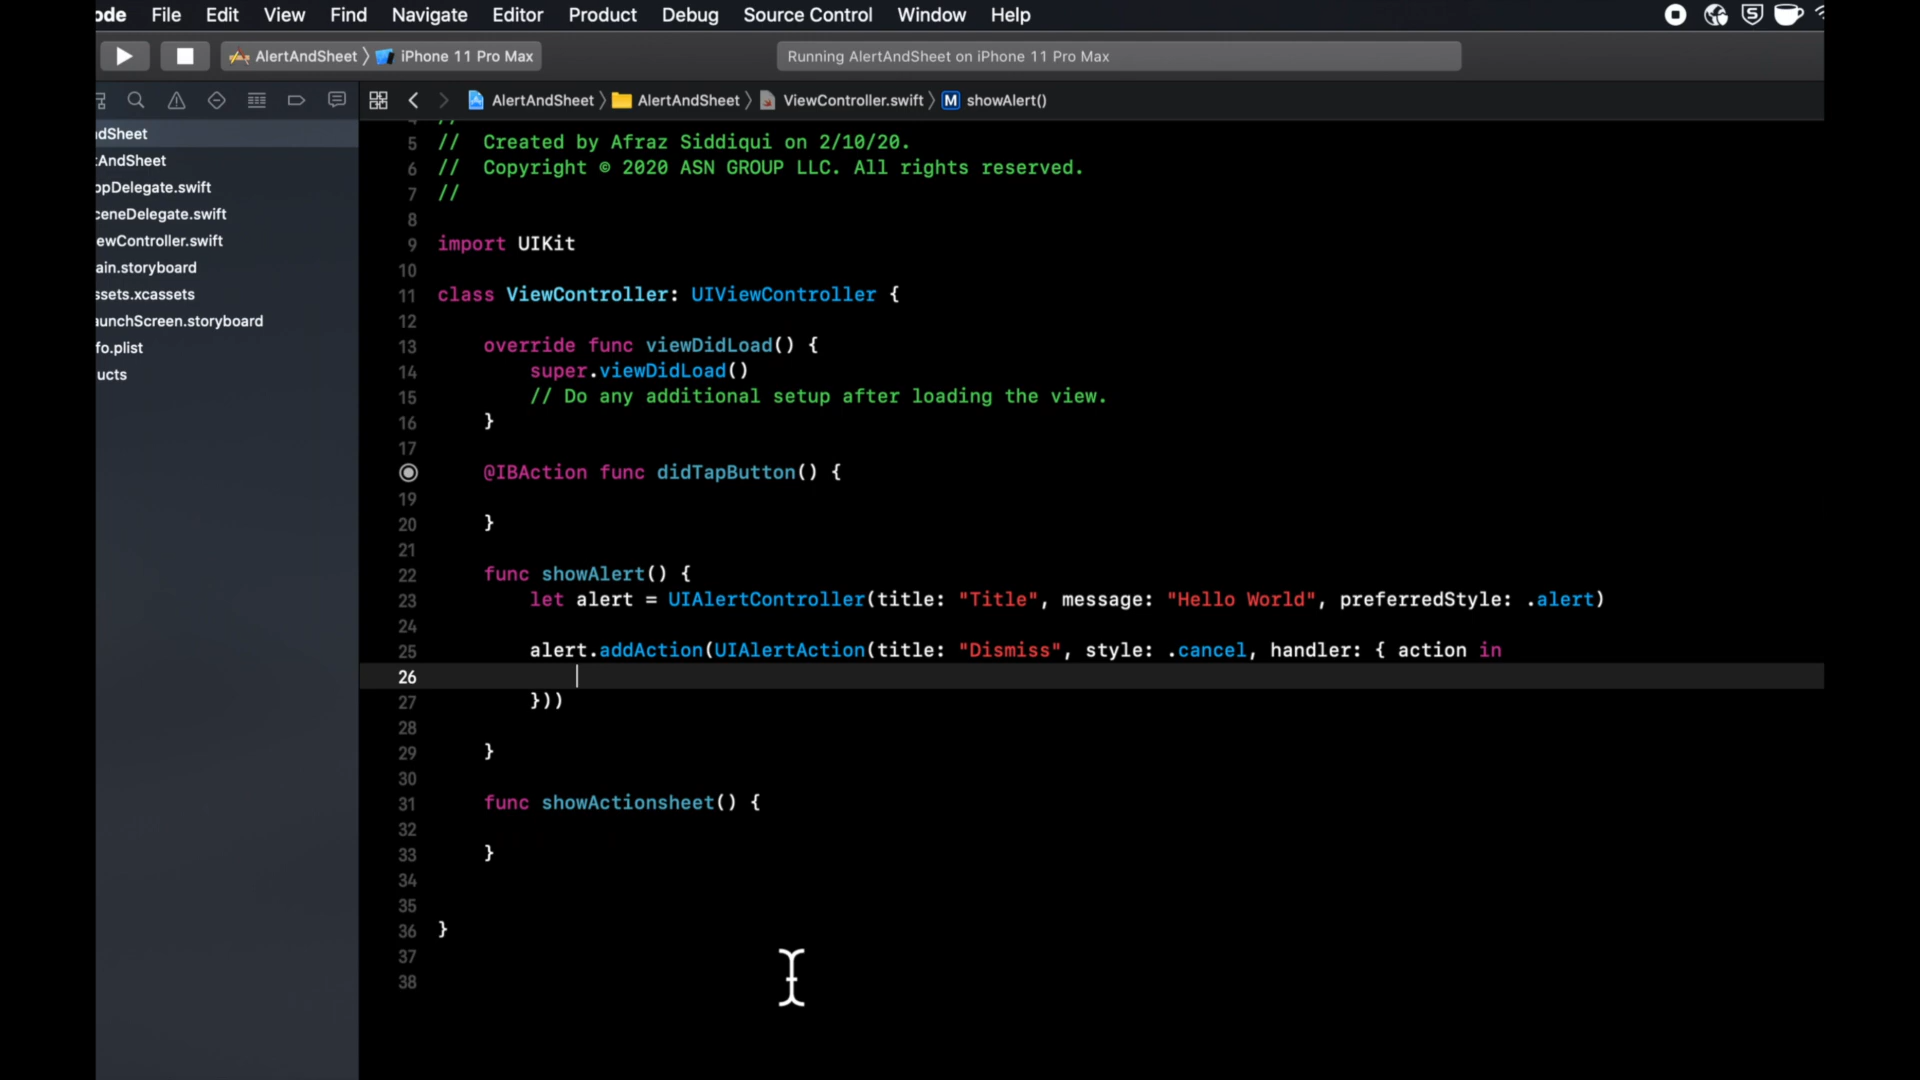 ode File Edit View Find Navigate Editor Product Debug Source Control Window Help
AlertAndSheet iPhone 11 Pro Max Running AlertAndSheet on iPhone 11 Pro Max
AlertAndSheet AlertAndSheet ViewController.swift M showAlert()
dSheet
AndSheet
ppDelegate.swift
ceneDelegate.swift
ewController.swift
ain.storyboard
ssets.xcassets
aunchScreen.storyboard
fo.plist
ucts
5 // Created by Afraz Siddiqui on 2/10/20.
6 // Copyright © 2020 ASN GROUP LLC. All rights reserved.
7 //
8
9 import UIKit
10
11 class ViewController: UIViewController {
12
13 override func viewDidLoad() {
14 super.viewDidLoad()
15 // Do any additional setup after loading the view.
16 }
17
@IBAction func didTapButton() {
19
20 }
21
22 func showAlert() {
23 let alert = UIAlertController(title: "Title", message: "Hello World", preferredStyle: .alert)
24
25 alert.addAction(UIAlertAction(title: "Dismiss", style: .cancel, handler: { action in
26
27 }))
28
29 }
30
31 func showActionsheet() {
32
33 }
34
35
36 }
37
38